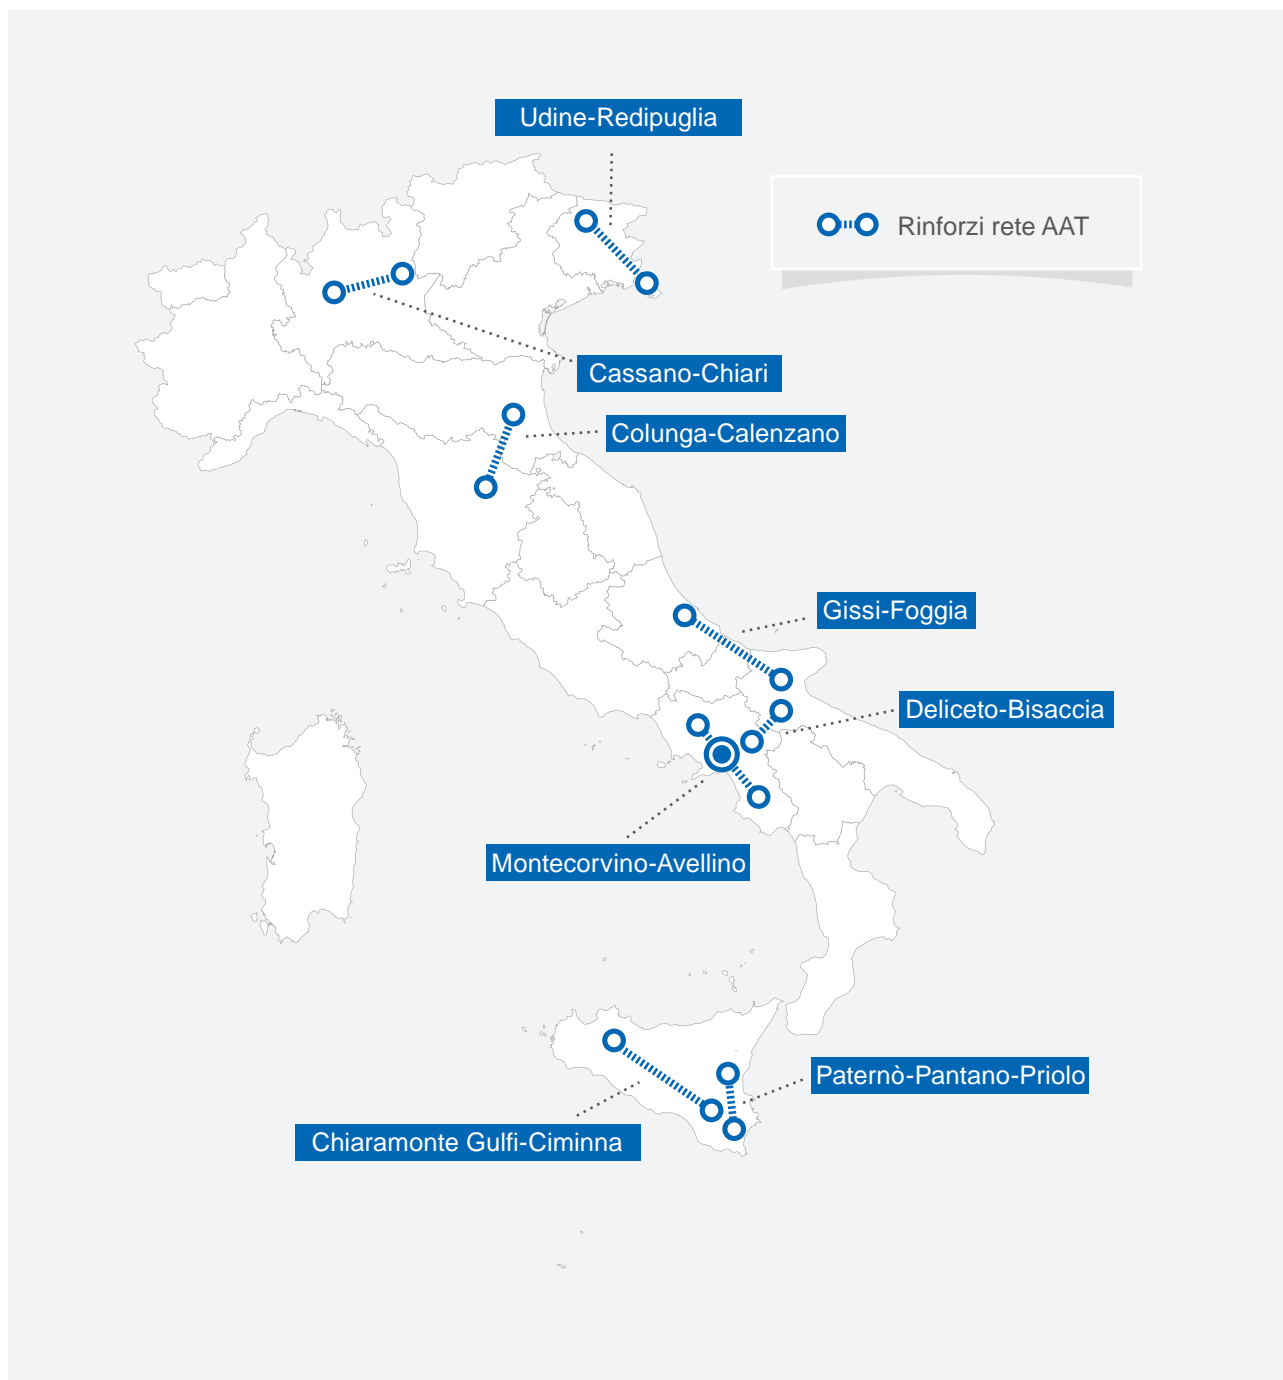 Udine-Redipuglia
Rinforzi rete AAT
Cassano-Chiari
Colunga-Calenzano
Gissi-Foggia
Deliceto-Bisaccia
Montecorvino-Avellino
Paternò-Pantano-Priolo
Chiaramonte Gulfi-Ciminna